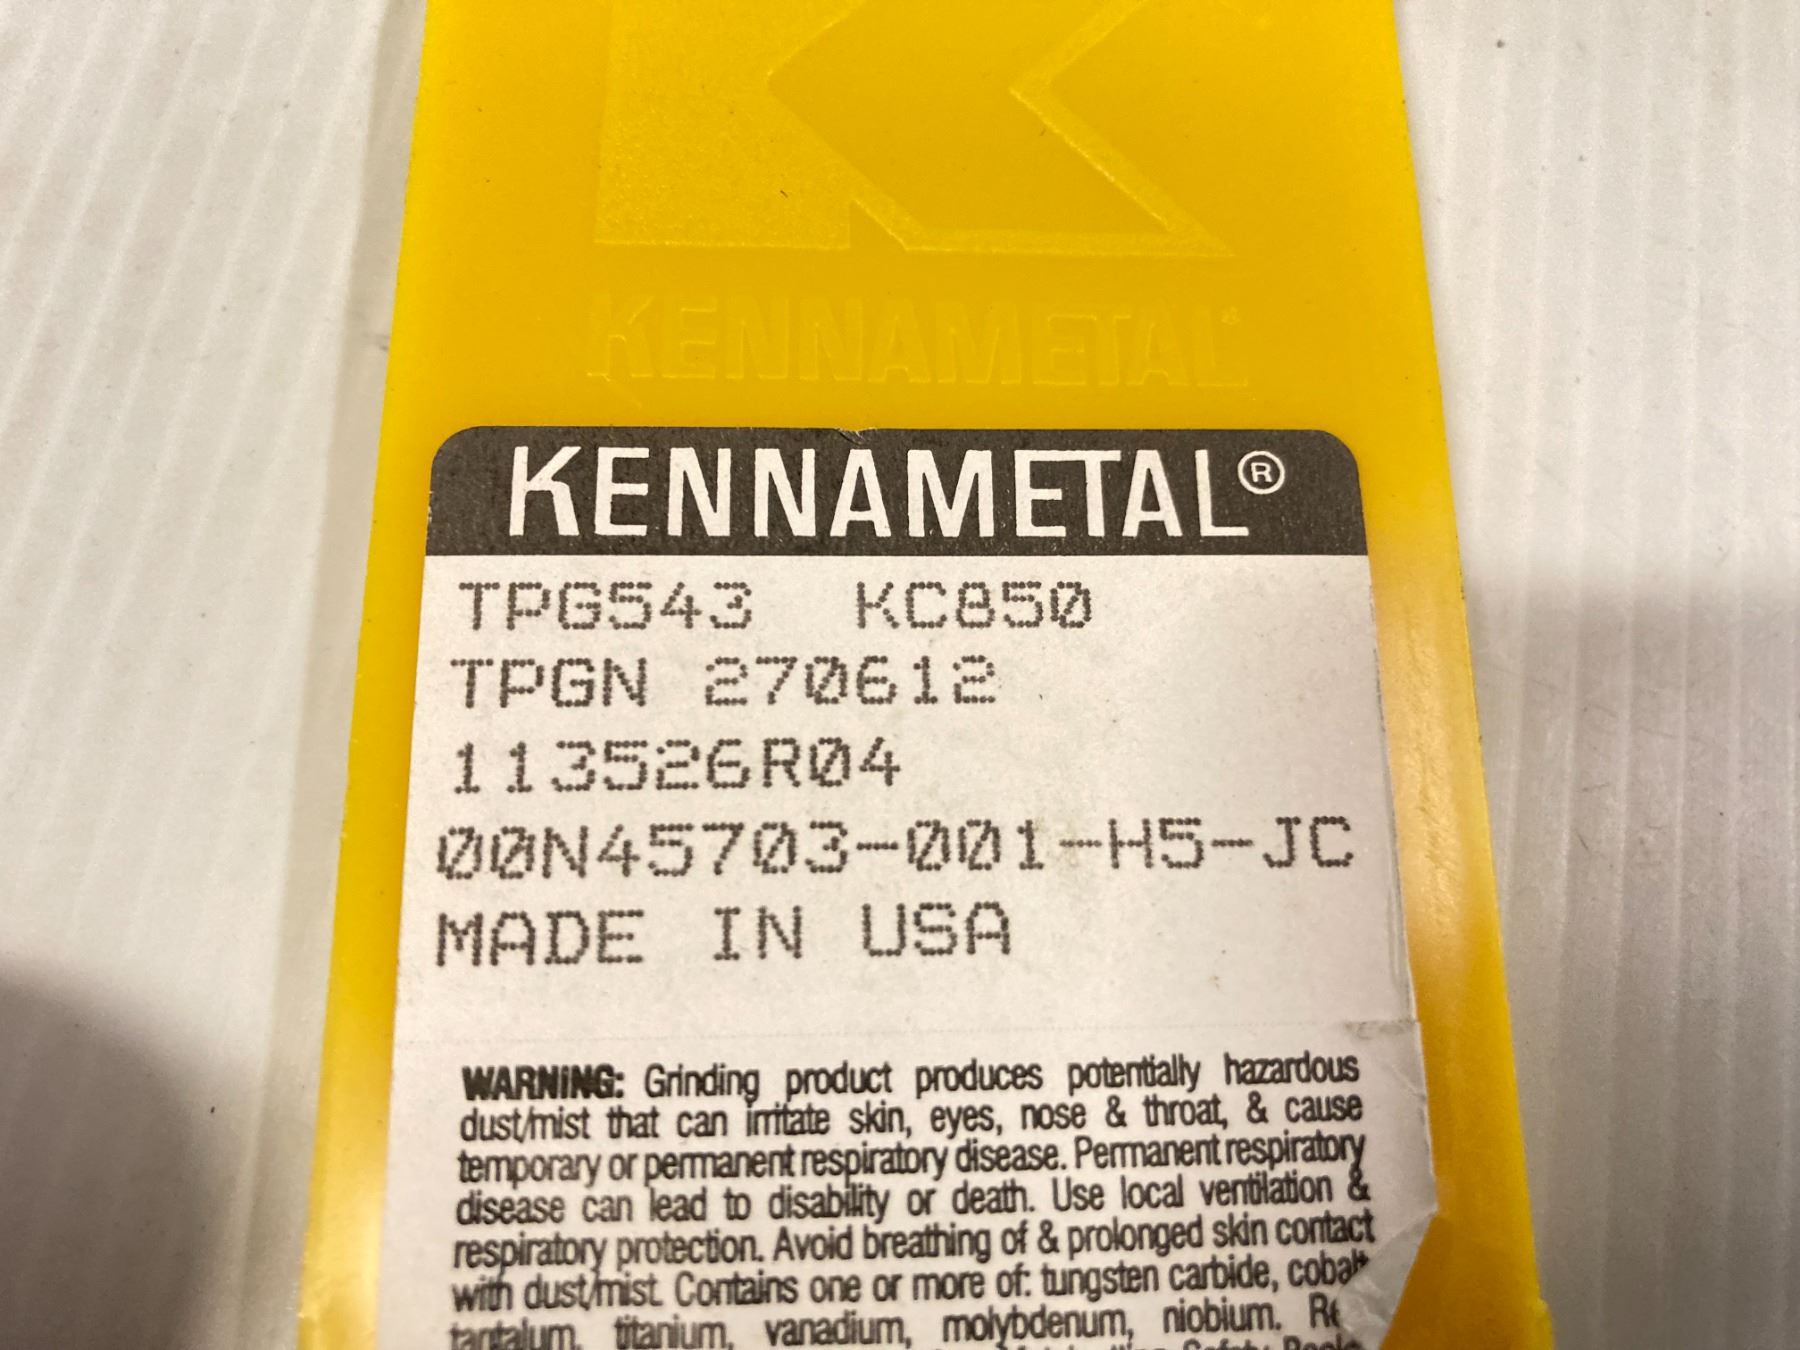 KENNAMETAL
KENNAMETAL®
TPG543 KC850
TPGN 270612
113526R04
00N45703-001-H5-JC
MADE IN USA
WARNING: Grinding product produces potentially hazardous
dust/mist that can irritate skin, eyes, nose & throat, & cause
temporary or permanent respiratory disease. Permanent respiratory
disease can lead to disability or death. Use local ventilation &
respiratory protection. Avoid breathing of & prolonged skin contact
with dust/mist. Contains one or more of: tungsten carbide, cobalt
tantalum, titanium, vanadium, molybdenum, niobium.
Safety